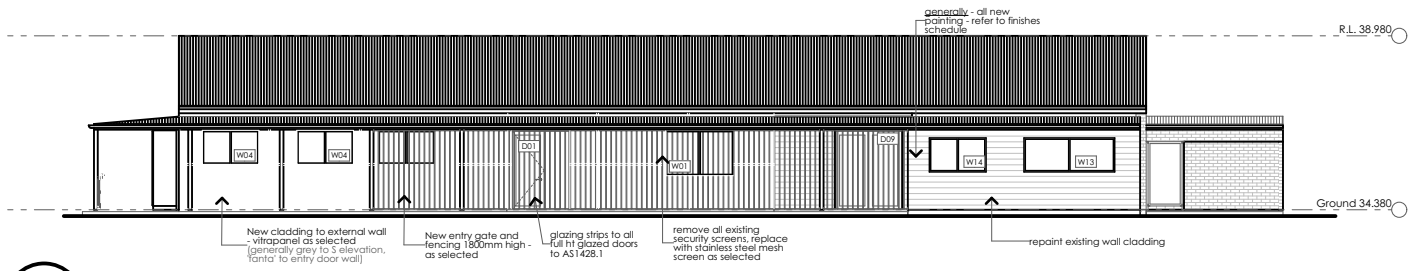 generally - all new
painting - refer to finishes
schedule
R.L. 38.980
W04
W04
D01
W01
D09
W14
W13
Ground 34.380
New cladding to external wall
- vitrapanel as selected
(generally grey to S elevation,
'fanta' to entry door wall)
New entry gate and
fencing 1800mm high -
as selected
glazing strips to all
full ht glazed doors
to AS1428.1
remove all existing
security screens, replace
with stainless steel mesh
screen as selected
repaint existing wall cladding